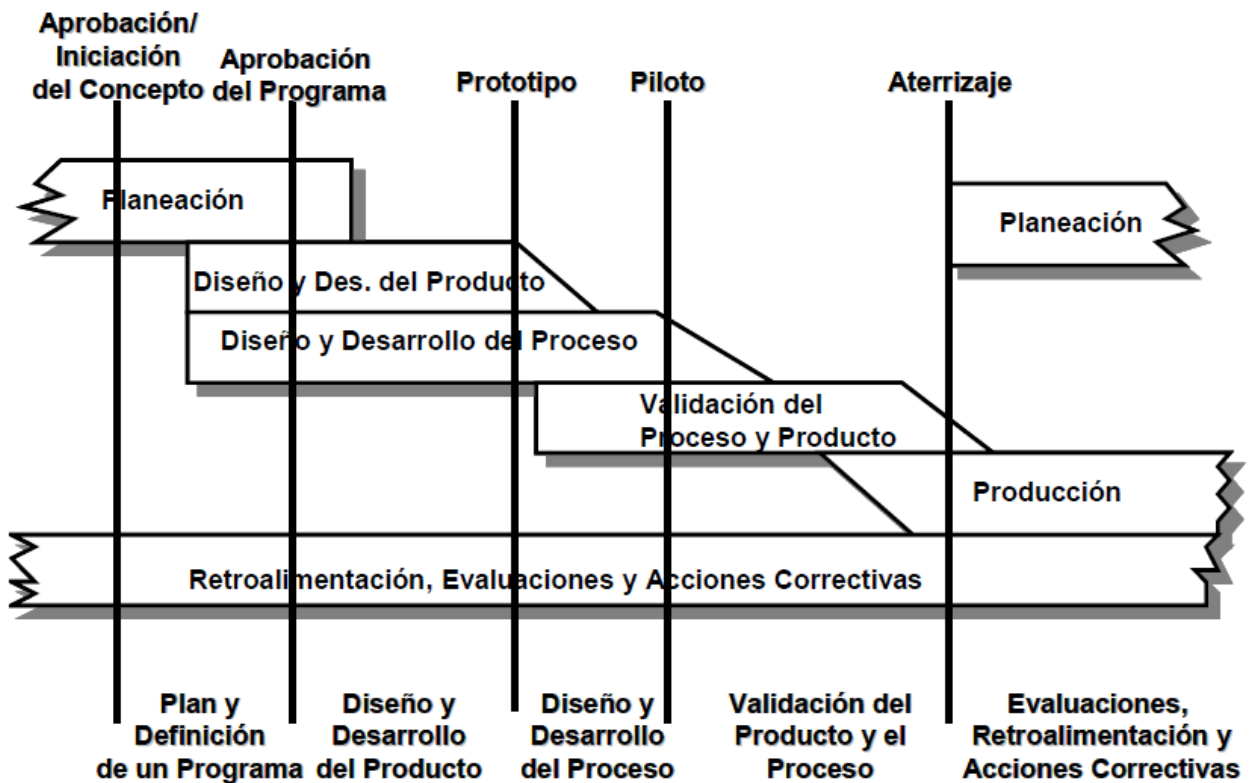 Aprobación/
Iniciación
del Concepto
Aprobación
del Programa
Prototipo
Piloto
Aterrizaje
Planeación
Planeación
Diseño y Des. del Producto
Diseño y Desarrollo del Proceso
Validación del
Proceso y Producto
Producción
Retroalimentación, Evaluaciones y Acciones Correctivas
Plan y
Definición
de un Programa
Diseño y
Desarrollo
del Producto
Diseño y
Desarrollo
del Proceso
Validación del
Producto y el
Proceso
Evaluaciones,
Retroalimentación y
Acciones Correctivas